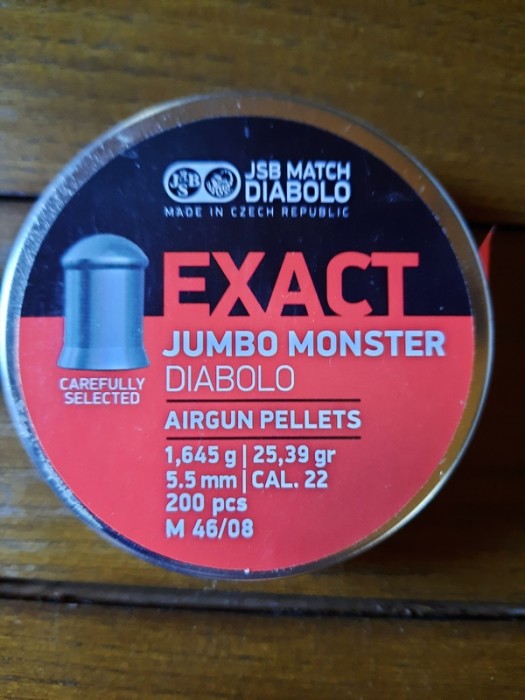 JSB
JSB MATCH
DIABOLO
MADE IN CZECH REPUBLIC
EXACT
JUMBO MONSTER
DIABOLO
CAREFULLY
SELECTED
AIRGUN PELLETS
1,645 g | 25,39 gr
5.5 mm | CAL. 22
200 pcs
M 46/08